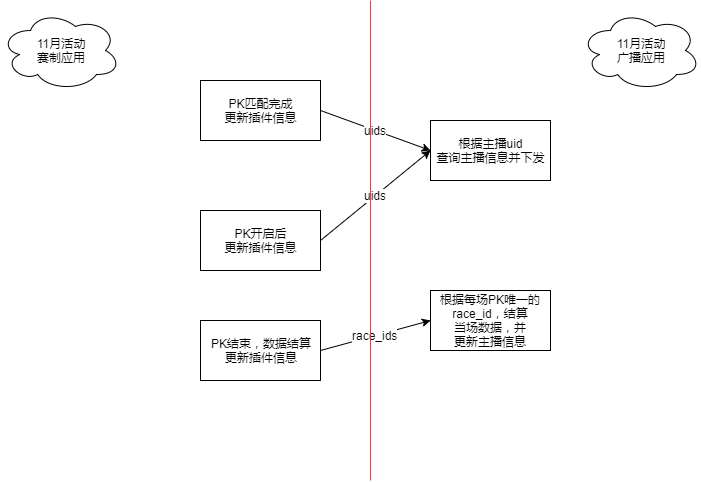 11月活动
赛制应用
11月活动
广播应用
PK匹配完成
更新插件信息
uids
根据主播uid
查询主播信息并下发
uids
PK开启后
更新插件信息
根据每场PK唯一的
race_id，结算
当场数据，并
更新主播信息
race_ids
PK结束，数据结算
更新插件信息